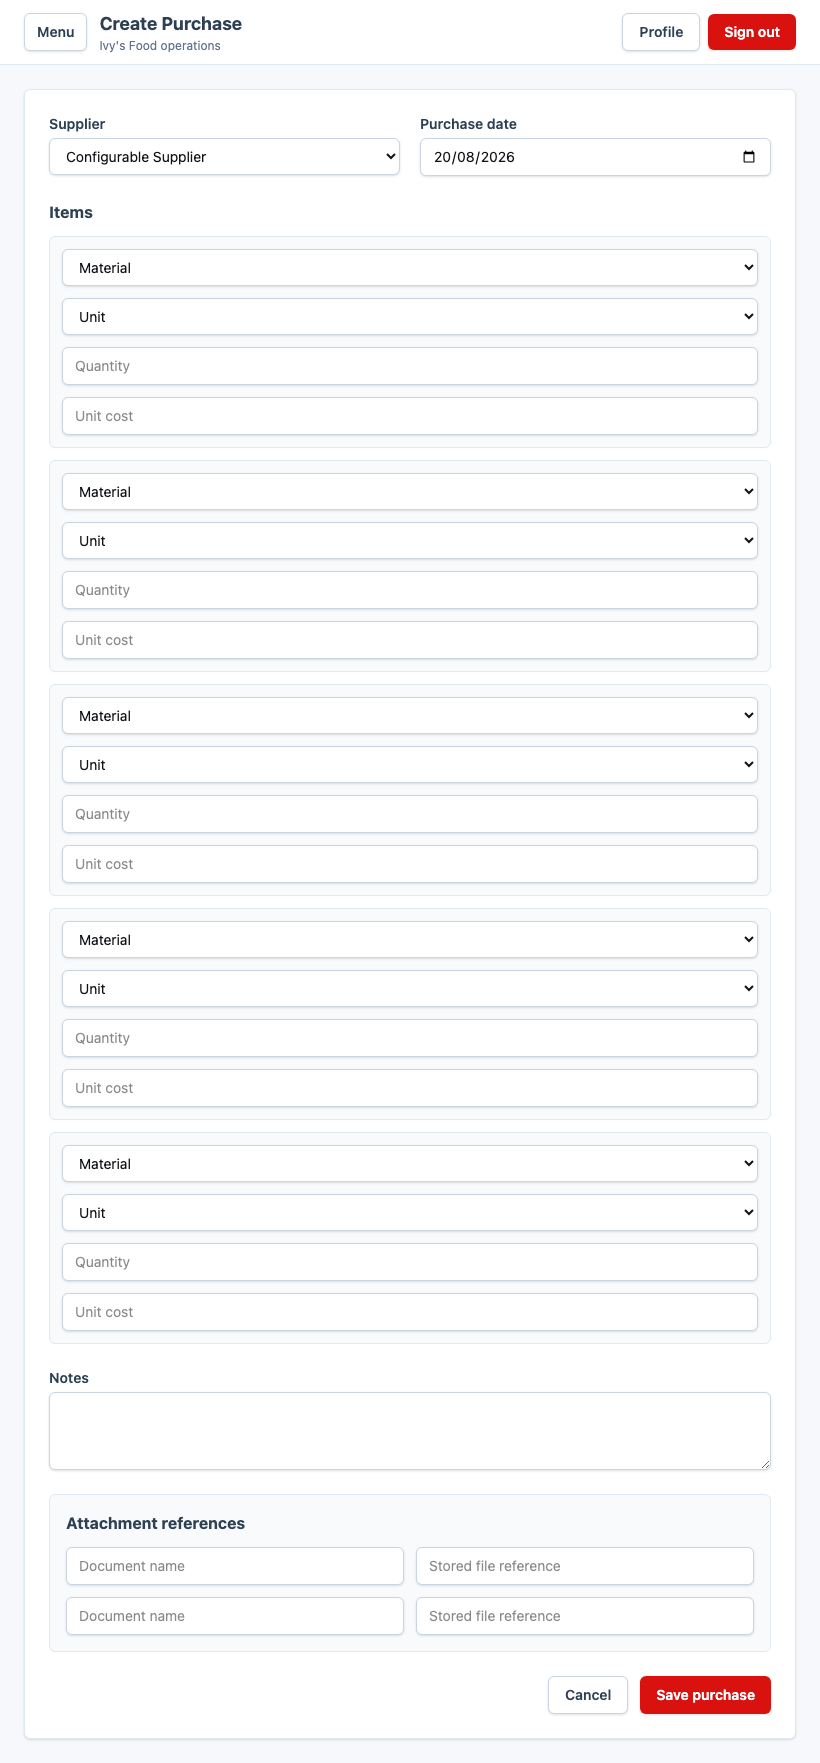 Menu
Create Purchase
Ivy's Food operations
Profile
Sign out
Supplier
Purchase date
Configurable Supplier
20/08/2026
Items
Material
Unit
Quantity
Unit cost
Material
Unit
Quantity
Unit cost
Material
Unit
Quantity
Unit cost
Material
Unit
Quantity
Unit cost
Material
Unit
Quantity
Unit cost
Notes
Attachment references
Document name
Stored file reference
Document name
Stored file reference
Cancel
Save purchase